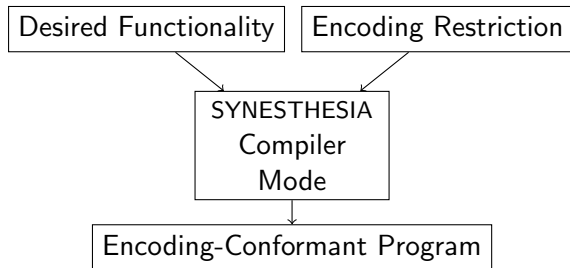 Desired Functionality
Encoding Restriction
SYNESTHESIA
Compiler
Mode
Encoding-Conformant Program